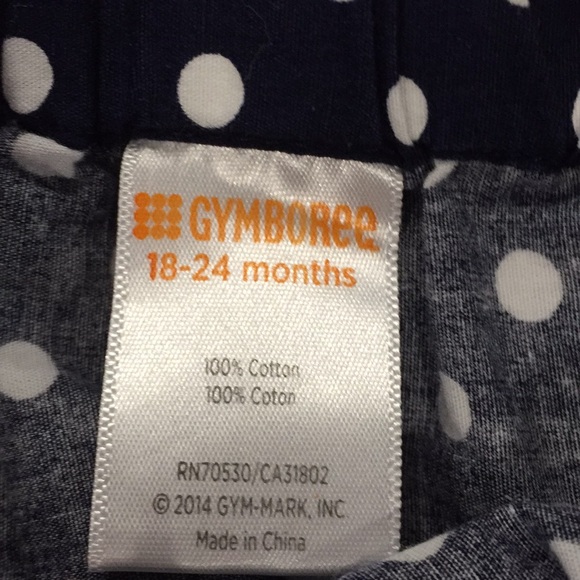 GYMBORee
18-24 months
100% Cotton
100% Coton
RN70530/CA31802
© 2014 GYM-MARK, INC
Made in China